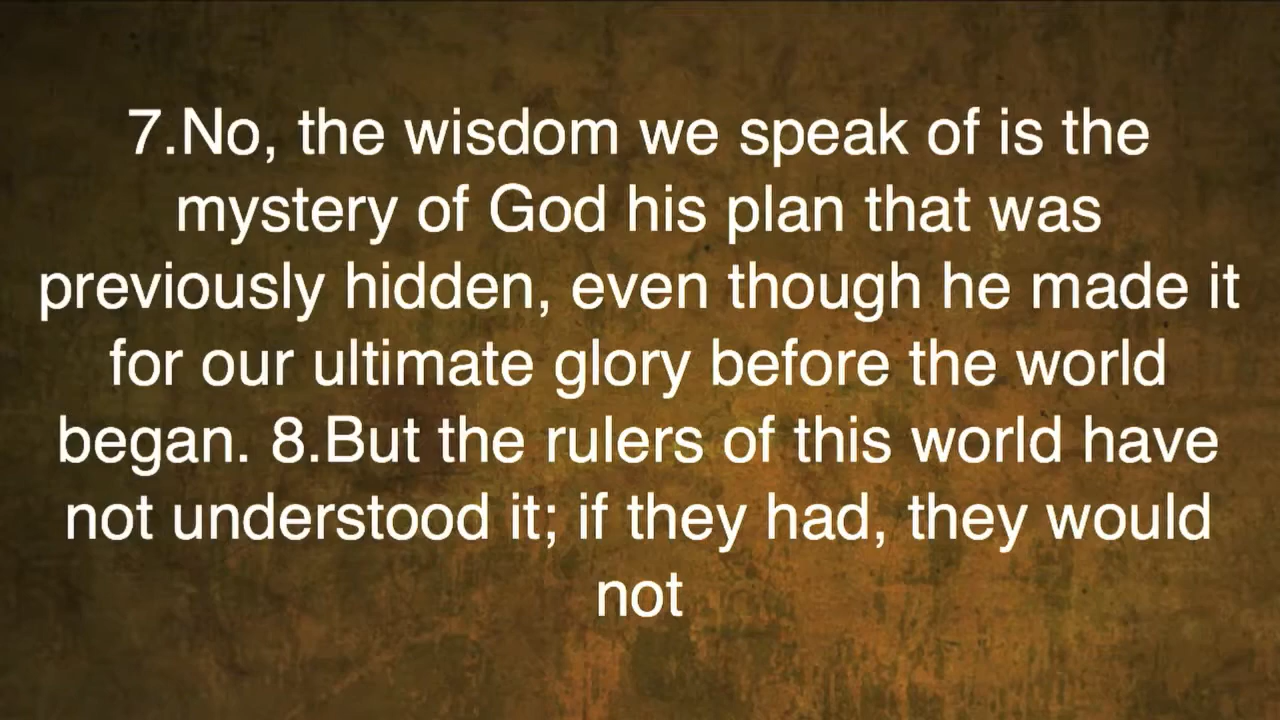 7.No, the wisdom we speak of is the
mystery of God his plan that was
previously hidden, even though he made it
for our ultimate glory before the world
began. 8.But the rulers of this world have
not understood it; if they had, they would
not